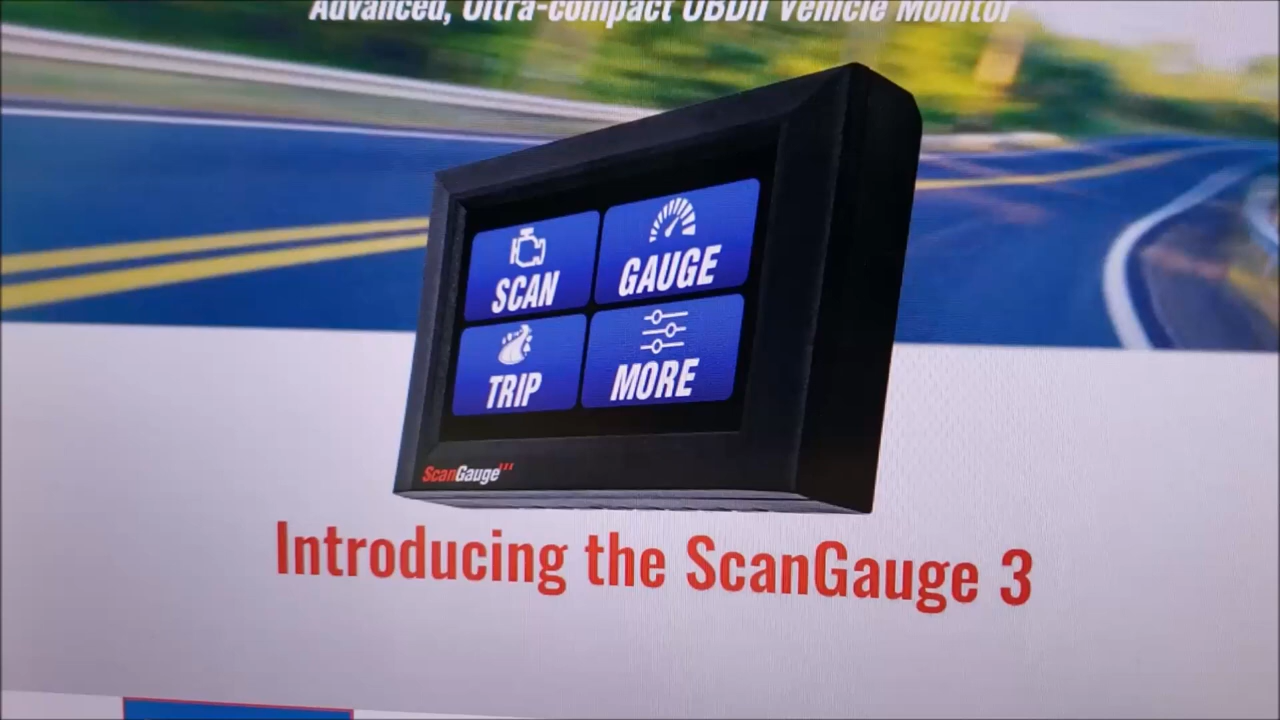 Advanced, Ultra-compact OBDII Vehicle Monitor
SCAN
GAUGE
TRIP
MORE
ScanGauge
Introducing the ScanGauge 3